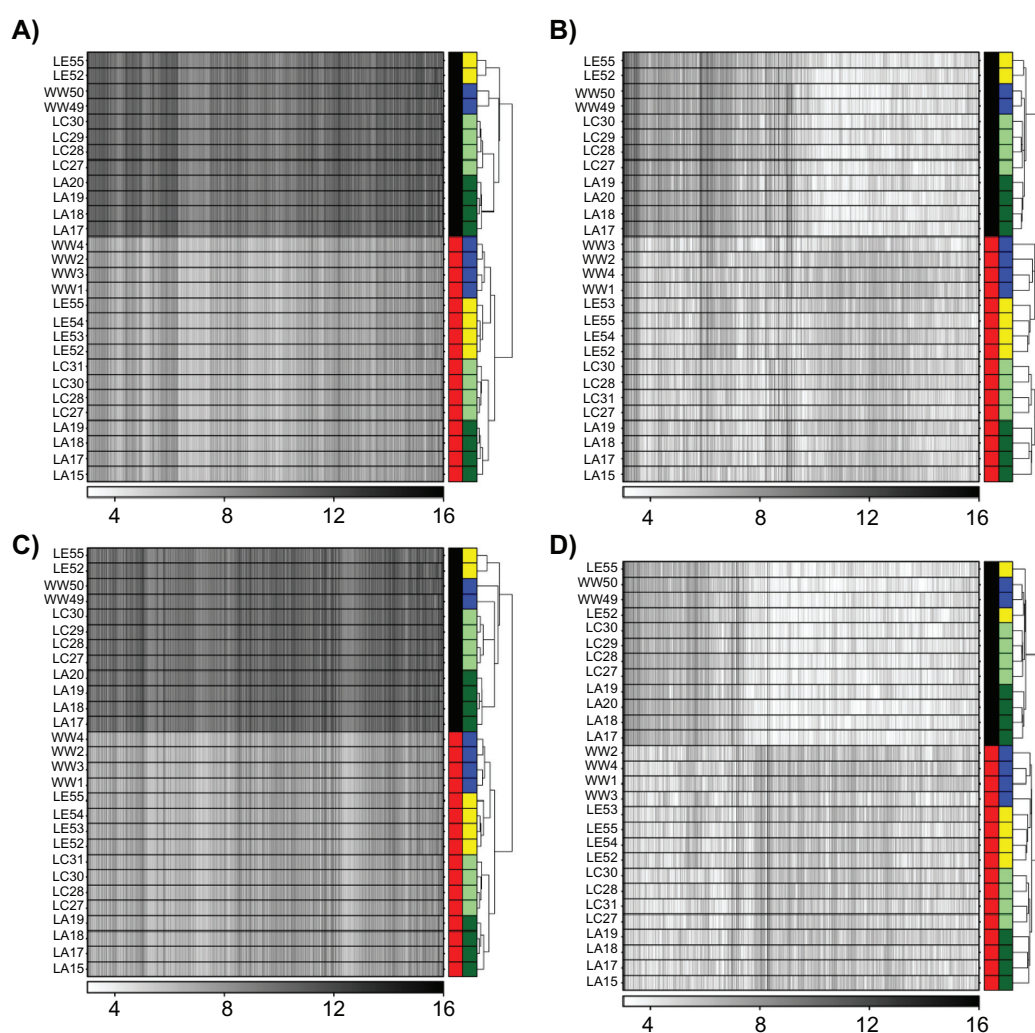 A)
LE55
LE52
WW50
WW49
LC30
LC29
LC28
LC27
LA20
LA19
LA18
LA17
WW4
WW2
WW3
WW1
LE55
LE54
LE53
LE52
LC31
LC30
LC28
LC27
LA19
LA18
LA17
LA15
4 8 12 16
B)
LE55
LE52
WW50
WW49
LC30
LC29
LC28
LC27
LA19
LA20
LA18
LA17
WW3
WW2
WW4
WW1
LE53
LE55
LE54
LE52
LC30
LC28
LC31
LC27
LA19
LA18
LA17
LA15
4 8 12 16
C)
LE55
LE52
WW50
WW49
LC30
LC29
LC28
LC27
LA20
LA19
LA18
LA17
WW4
WW2
WW3
WW1
LE55
LE54
LE53
LE52
LC31
LC30
LC28
LC27
LA19
LA18
LA17
LA15
4 8 12 16
D)
LE55
WW50
WW49
LE52
LC30
LC29
LC28
LC27
LA19
LA20
LA18
LA17
WW2
WW4
WW1
WW3
LE53
LE55
LE54
LE52
LC30
LC28
LC31
LC27
LA19
LA18
LA17
LA15
4 8 12 16